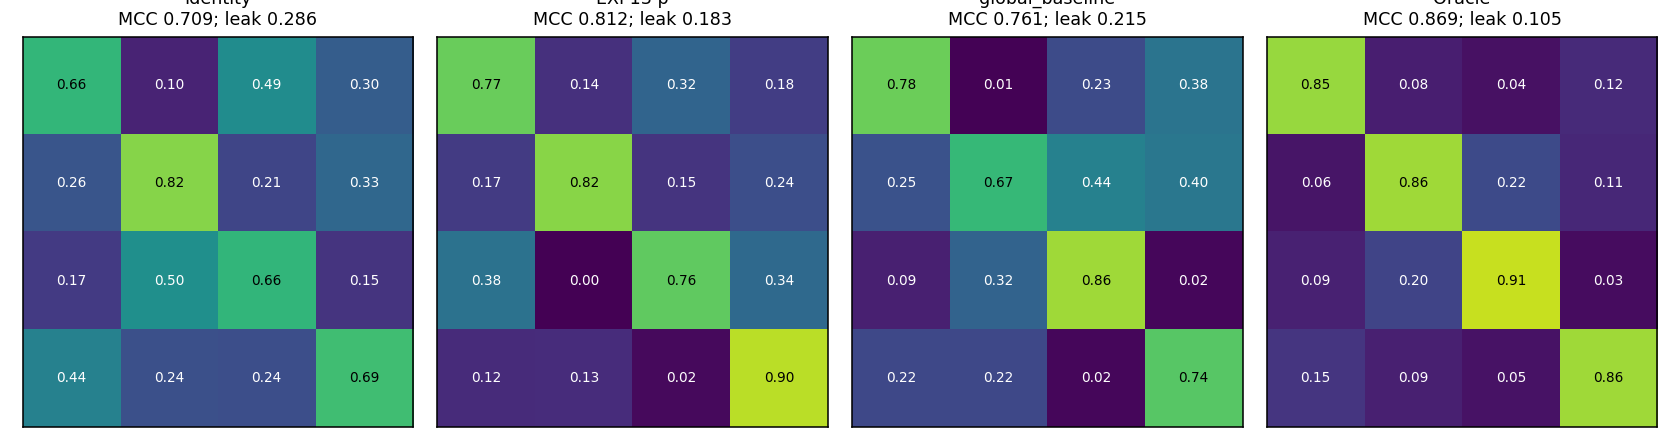 MCC 0.709; leak 0.286
MCC 0.812; leak 0.183
global_baseline
MCC 0.761; leak 0.215
Oracle
MCC 0.869; leak 0.105
0.66 0.10 0.49 0.30
0.26 0.82 0.21 0.33
0.17 0.50 0.66 0.15
0.44 0.24 0.24 0.69
0.77 0.14 0.32 0.18
0.17 0.82 0.15 0.24
0.38 0.00 0.76 0.34
0.12 0.13 0.02 0.90
0.78 0.01 0.23 0.38
0.25 0.67 0.44 0.40
0.09 0.32 0.86 0.02
0.22 0.22 0.02 0.74
0.85 0.08 0.04 0.12
0.06 0.86 0.22 0.11
0.09 0.20 0.91 0.03
0.15 0.09 0.05 0.86